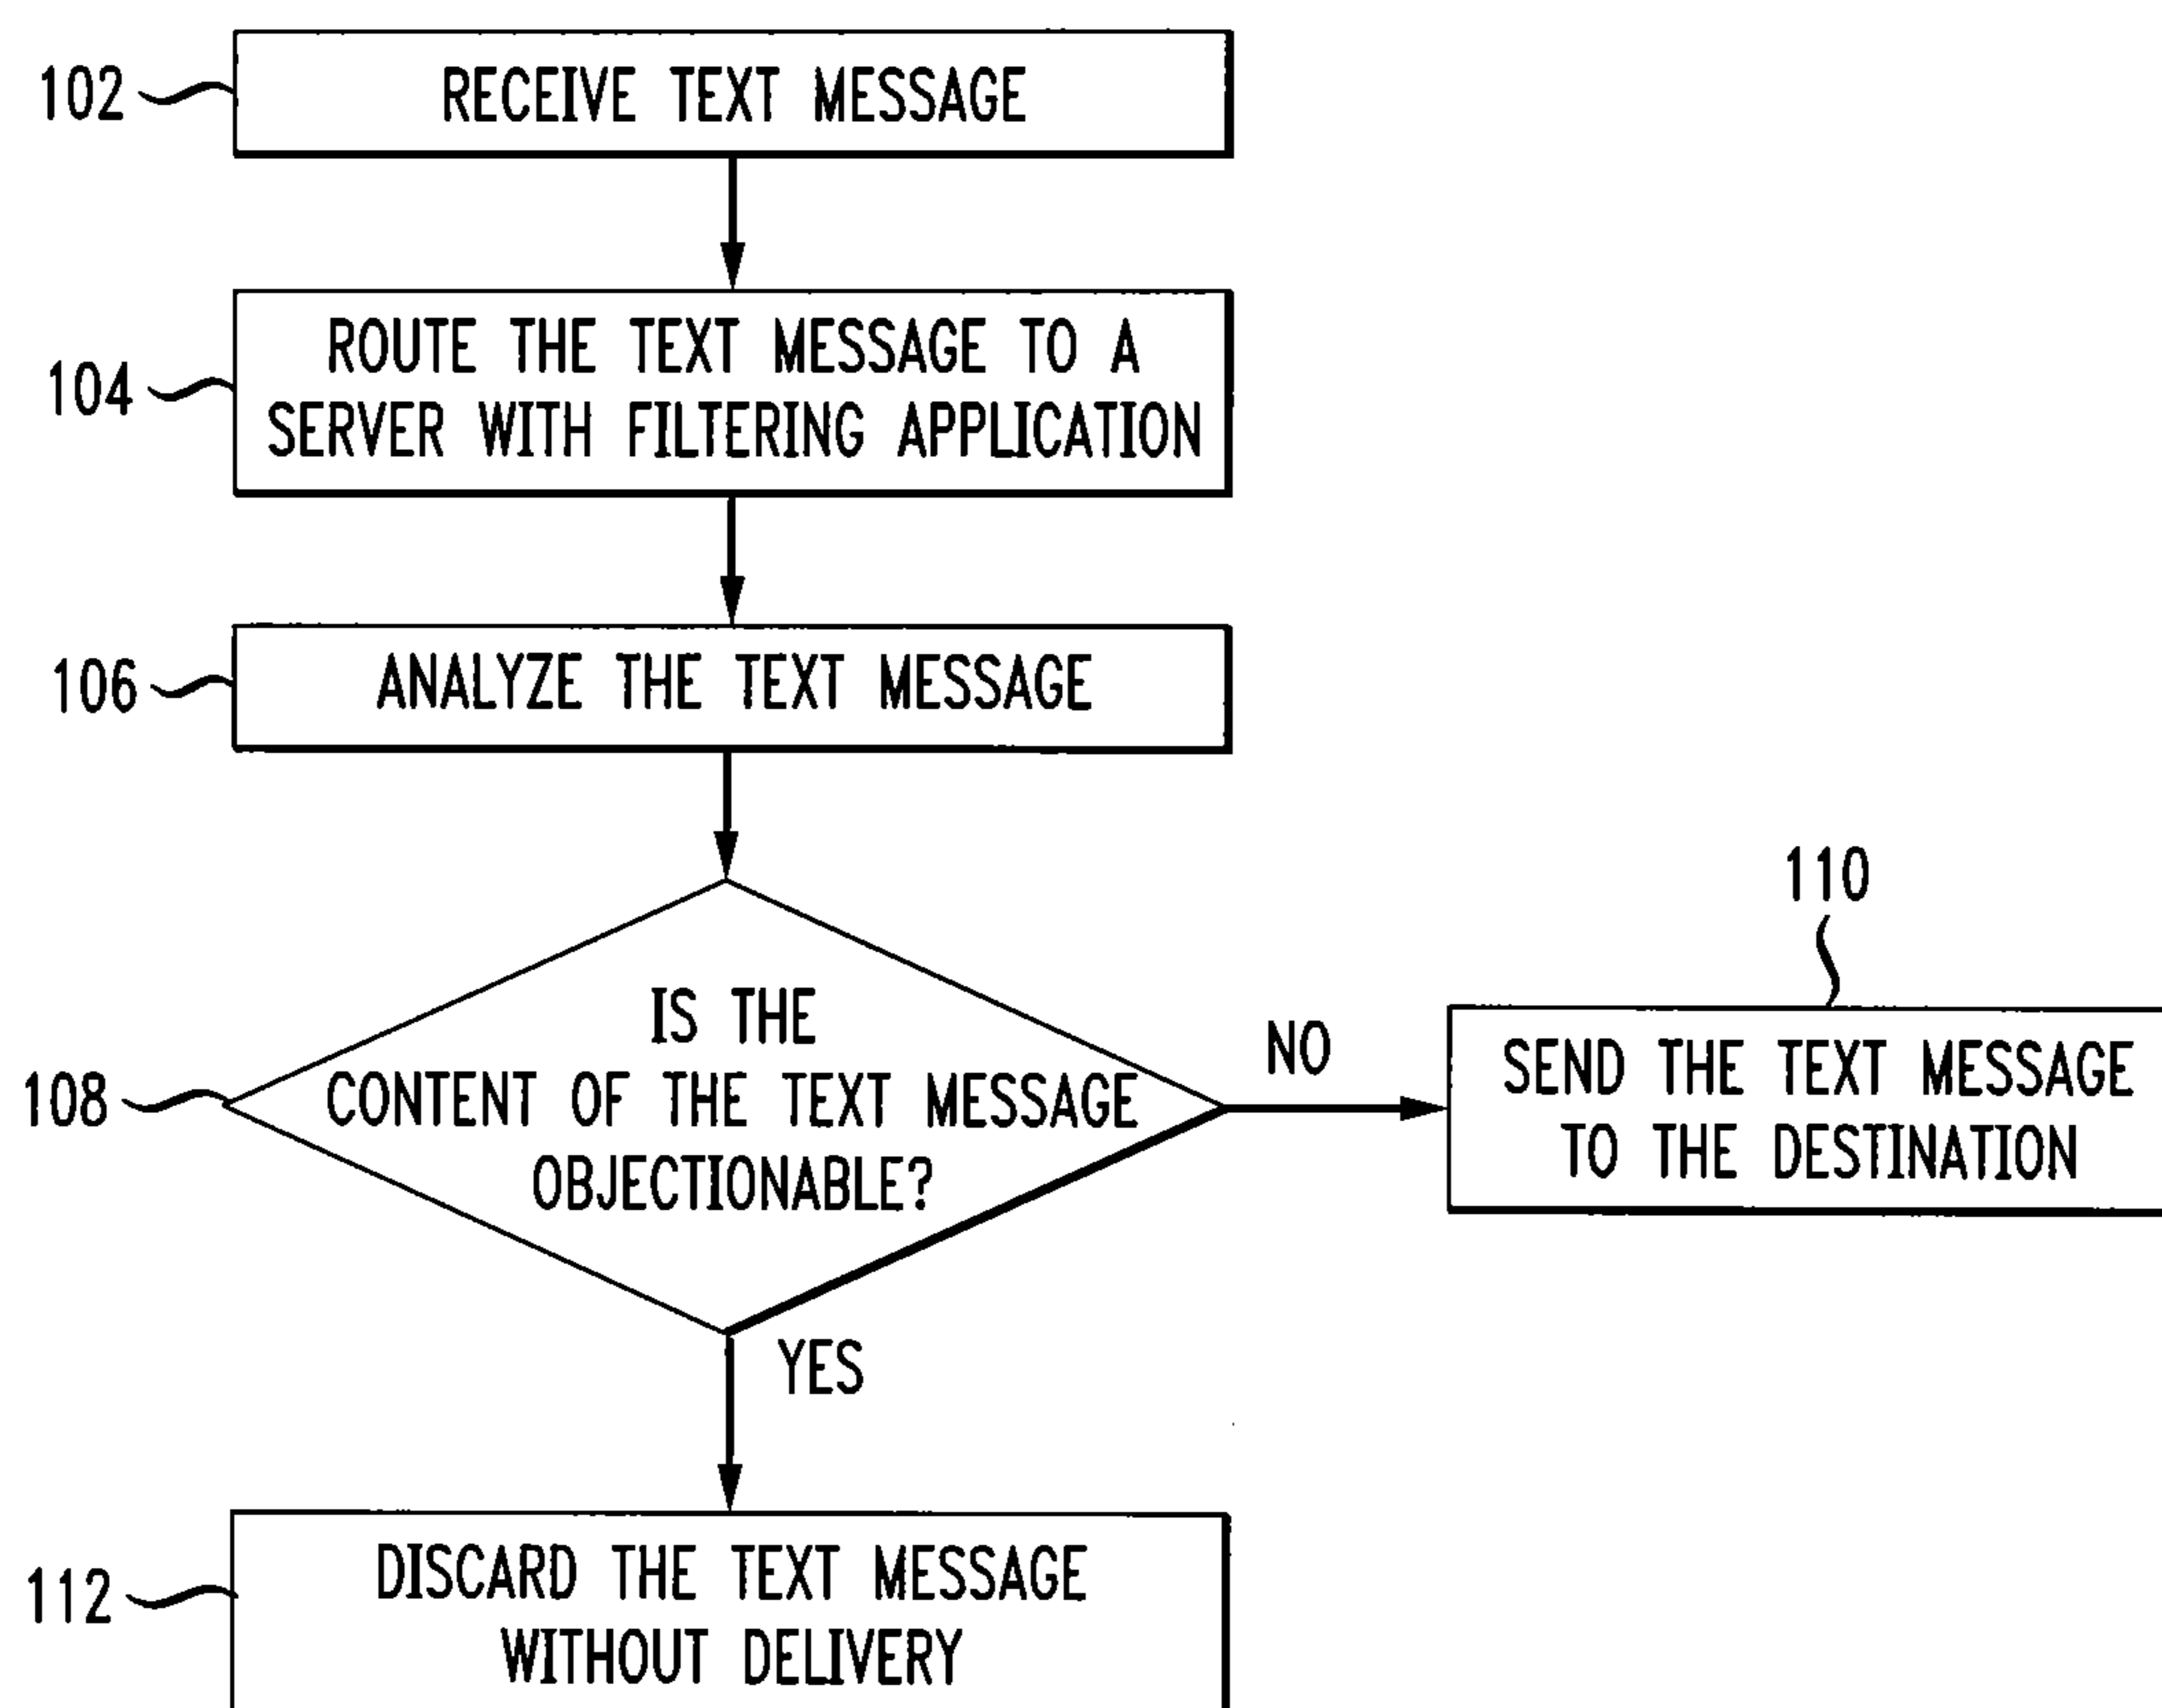 102
RECEIVE TEXT MESSAGE
104
ROUTE THE TEXT MESSAGE TO A
SERVER WITH FILTERING APPLICATION
106
ANALYZE THE TEXT MESSAGE
108
IS THE
CONTENT OF THE TEXT MESSAGE
OBJECTIONABLE?
NO
110
SEND THE TEXT MESSAGE
TO THE DESTINATION
YES
112
DISCARD THE TEXT MESSAGE
WITHOUT DELIVERY